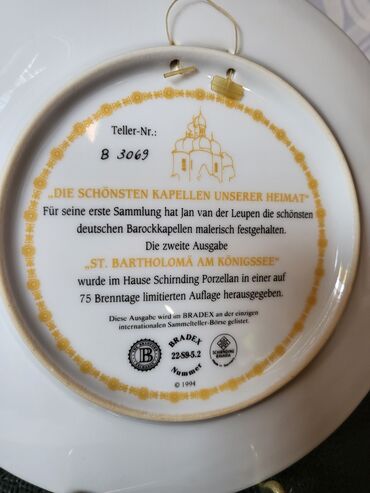 Teller-Nr.:
B 3069
„DIE SCHÖNSTEN KAPELLEN UNSERER HEIMAT“
Für seine erste Sammlung hat Jan van der Leupen die schönsten
deutschen Barockkapellen malerisch festgehalten.
Die zweite Ausgabe
„ST. BARTHOLOMÄ AM KÖNIGSSEE“
wurde im Hause Schirnding Porzellan in einer auf
75 Brenntage limitierten Auflage herausgegeben.
Diese Ausgabe wird im BRADEX an der einzigen
internationalen Sammelteller-Börse gelistet.
B
BRADEX
22-S9-5.2
Nummer
SCHIRNDING
BAVARIA
© 1994